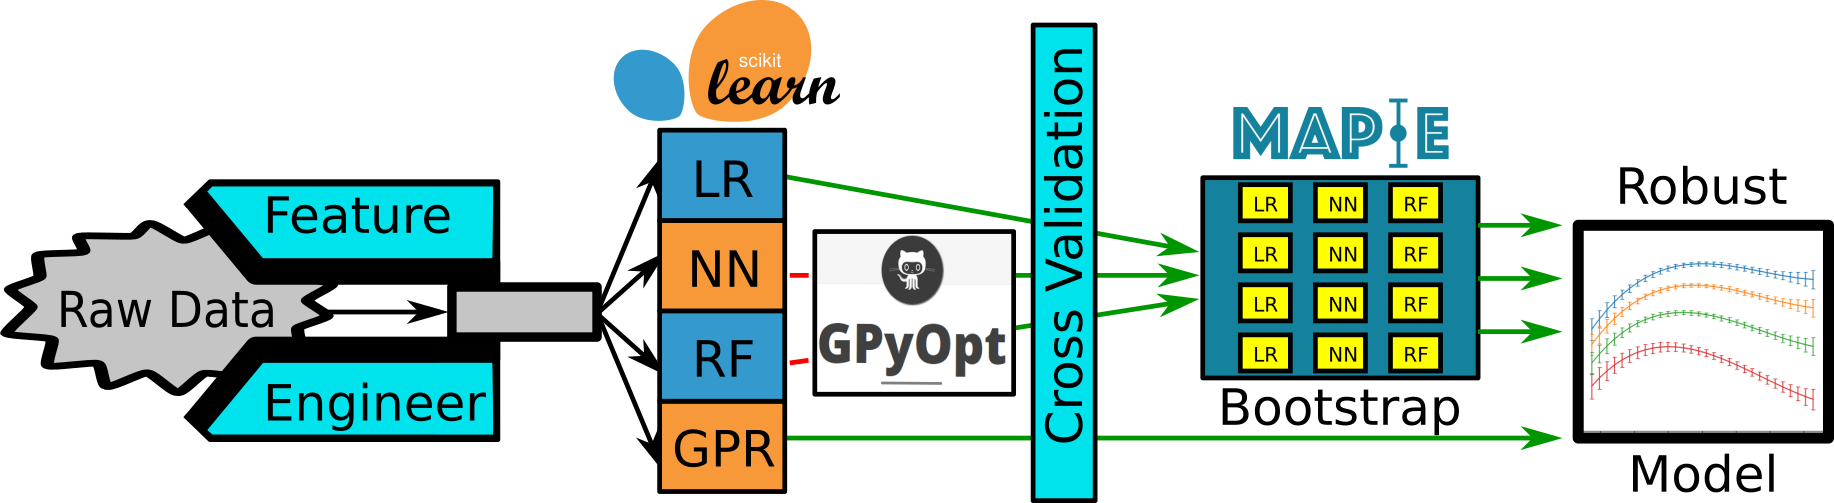 Raw Data
Feature
Engineer
scikit
learn
LR
NN
RF
GPR
GPyOpt
Cross Validation
MAPIE
LR NN RF
LR NN RF
LR NN RF
LR NN RF
Bootstrap
Robust
Model